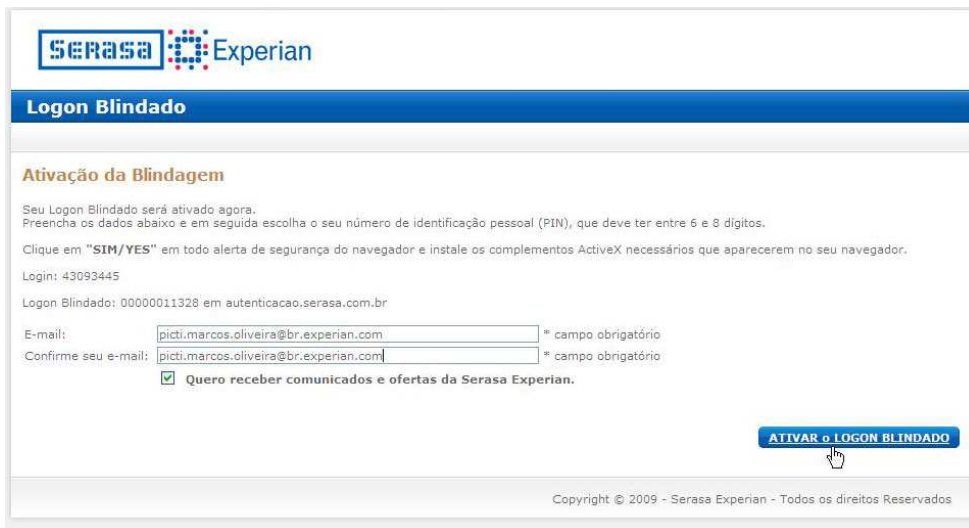 Serasa Experian
Logon Blindado
Ativação da Blindagem
Seu Logon Blindado será ativado agora.
Preencha os dados abaixo e em seguida escolha o seu número de identificação pessoal (PIN), que deve ter entre 6 e 8 dígitos.
Clique em "SIM/YES" em todo alerta de segurança do navegador e instale os complementos ActiveX necessários que aparecerem no seu navegador.
Login: 43093445
Logon Blindado: 00000011328 em autenticacao.serasa.com.br
E-mail: picti.marcos.oliveira@br.experian.com * campo obrigatório
Confirme seu e-mail: picti.marcos.oliveira@br.experian.com * campo obrigatório
Quero receber comunicados e ofertas da Serasa Experian.
ATIVAR o LOGON BLINDADO
Copyright © 2009 - Serasa Experian - Todos os direitos Reservados